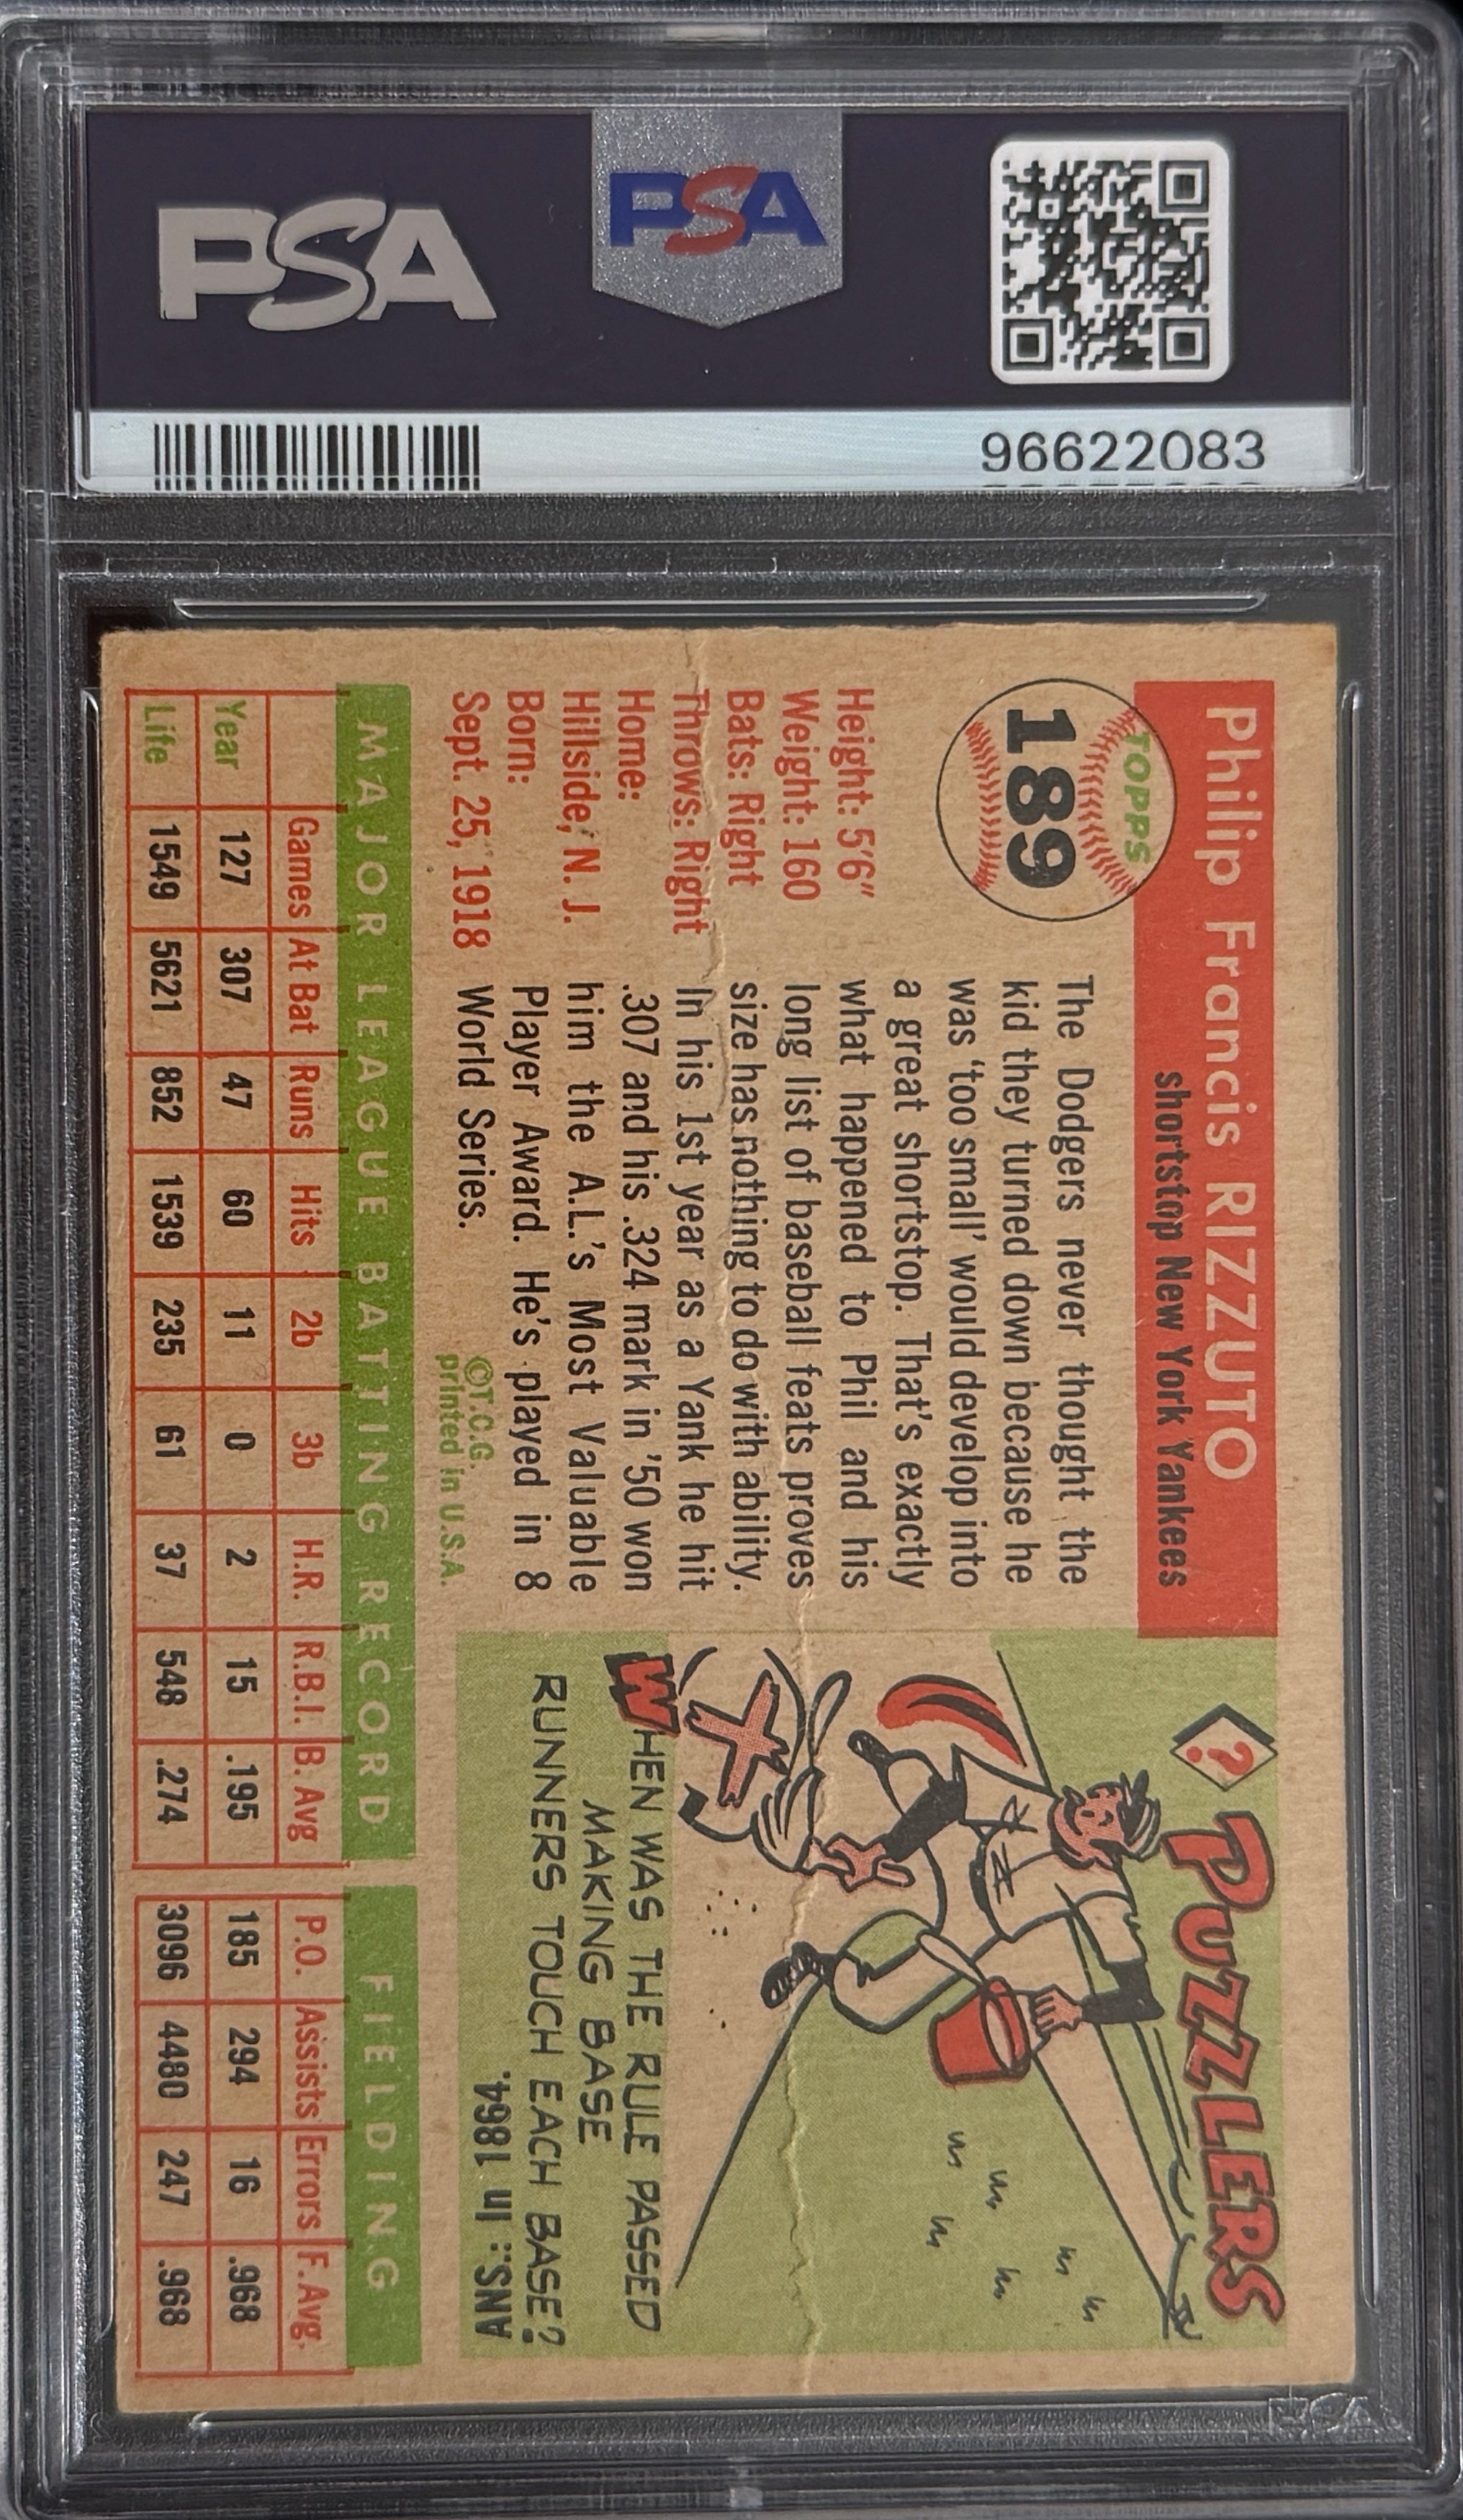 PSA
PSA
96622083
Philip Francis RIZZUTO
shortstop New York Yankees
TOPPS
189
Height: 5'6"
Weight: 160
Bats: Right
Throws: Right
Home:
Hillside, N. J.
Born:
Sept. 25, 1918
The Dodgers never thought the
kid they turned down because he
was 'too small' would develop into
a great shortstop. That's exactly
what happened to Phil and his
long list of baseball feats proves
size has nothing to do with ability.
In his 1st year as a Yank he hit
.307 and his .324 mark in '50 won
him the A.L.'s Most Valuable
Player Award. He's played in 8
World Series.
©T.C.G.
printed in U.S.A.
? PUZZLERS
WHEN WAS THE RULE PASSED
MAKING BASE
RUNNERS TOUCH EACH BASE?
ANS.: In 1864.
MAJOR LEAGUE BATTING RECORD FIELDING
Games At Bat Runs Hits 2b 3b H.R. R.B.I. B. Avg P.O. Assists Errors F. Avg.
Year 127 307 47 60 11 0 2 15 .195 185 294 16 .968
Life 1549 5621 852 1539 235 61 37 548 .274 3096 4480 247 .968
PSA